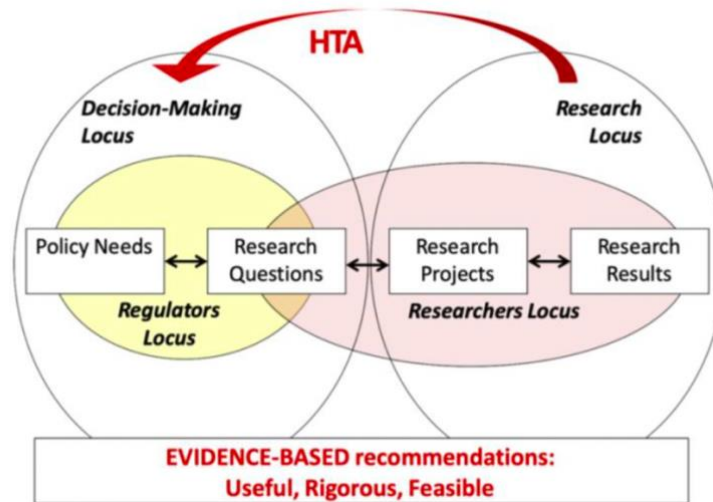 HTA
Decision-Making
Locus
Research
Locus
Policy Needs
Research
Questions
Research
Projects
Research
Results
Regulators
Locus
Researchers Locus
EVIDENCE-BASED recommendations:
Useful, Rigorous, Feasible